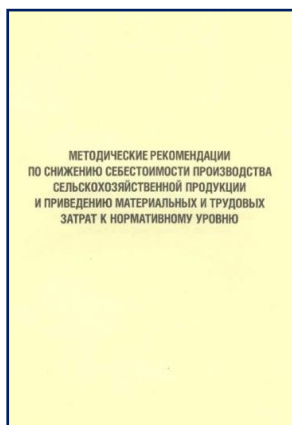 МЕТОДИЧЕСКИЕ РЕКОМЕНДАЦИИ
ПО СНИЖЕНИЮ СЕБЕСТОИМОСТИ ПРОИЗВОДСТВА
СЕЛЬСКОХОЗЯЙСТВЕННОЙ ПРОДУКЦИИ
И ПРИВЕДЕНИЮ МАТЕРИАЛЬНЫХ И ТРУДОВЫХ
ЗАТРАТ К НОРМАТИВНОМУ УРОВНЮ